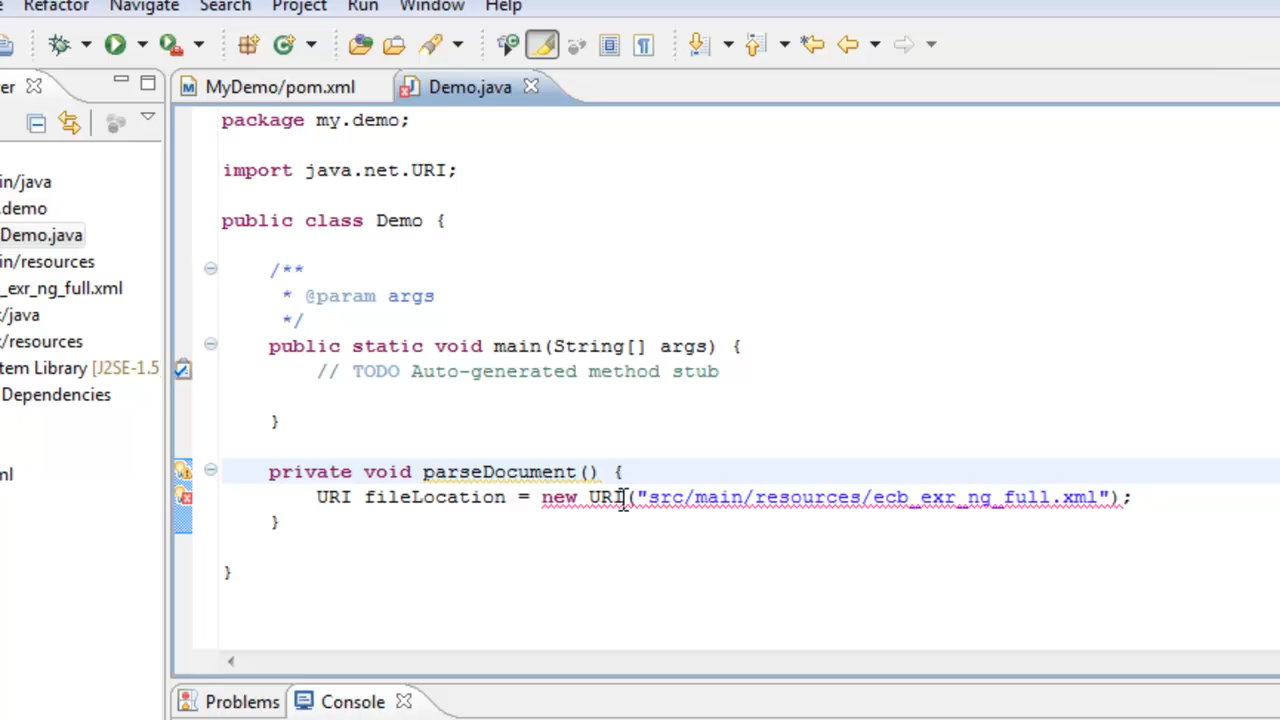 Refactor Navigate Search Project Run Window Help
er MyDemo/pom.xml Demo.java
package my.demo;
import java.net.URI;
in/java
.demo
public class Demo {
Demo.java
in/resources
/**
_exr_ng_full.xml
* @param args
/java
*/
/resources
public static void main(String[] args) {
tem Library [J2SE-1.5
// TODO Auto-generated method stub
Dependencies
}
ml
private void parseDocument() {
URI fileLocation = new URI("src/main/resources/ecb_exr_ng_full.xml");
}
}
Problems Console